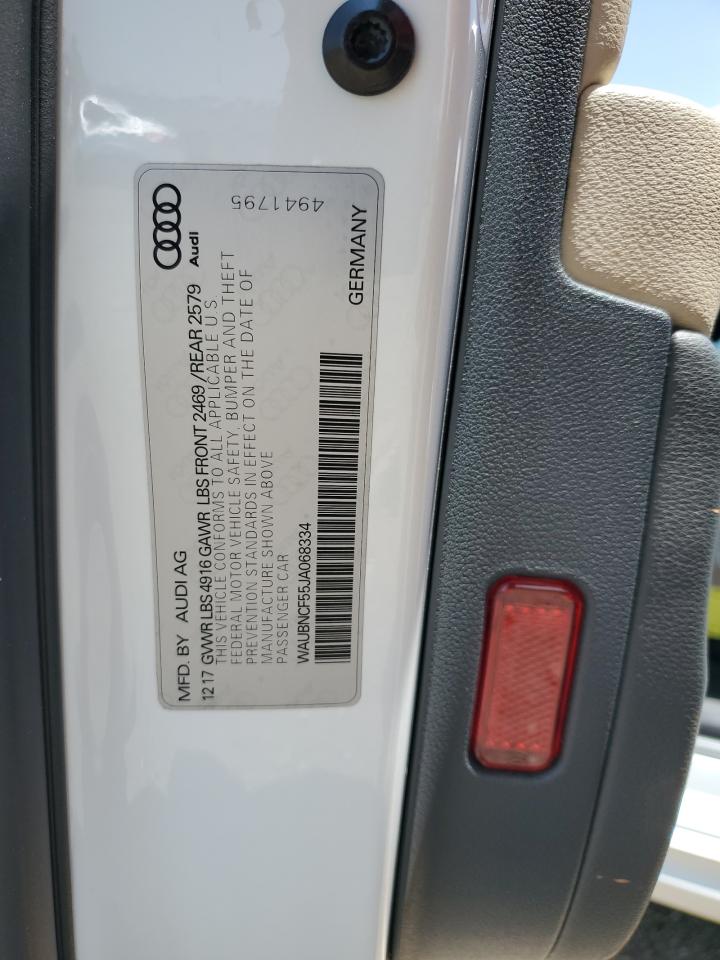 Audi
4941795
MFD. BY AUDI AG
12 17 GVWR LBS 4916 GAWR LBS FRONT 2469 /REAR 2579
THIS VEHICLE CONFORMS TO ALL APPLICABLE U S
FEDERAL MOTOR VEHICLE SAFETY, BUMPER AND THEFT
PREVENTION STANDARDS IN EFFECT ON THE DATE OF
MANUFACTURE SHOWN ABOVE
PASSENGER CAR
WAUBNCF55JA068334
GERMANY